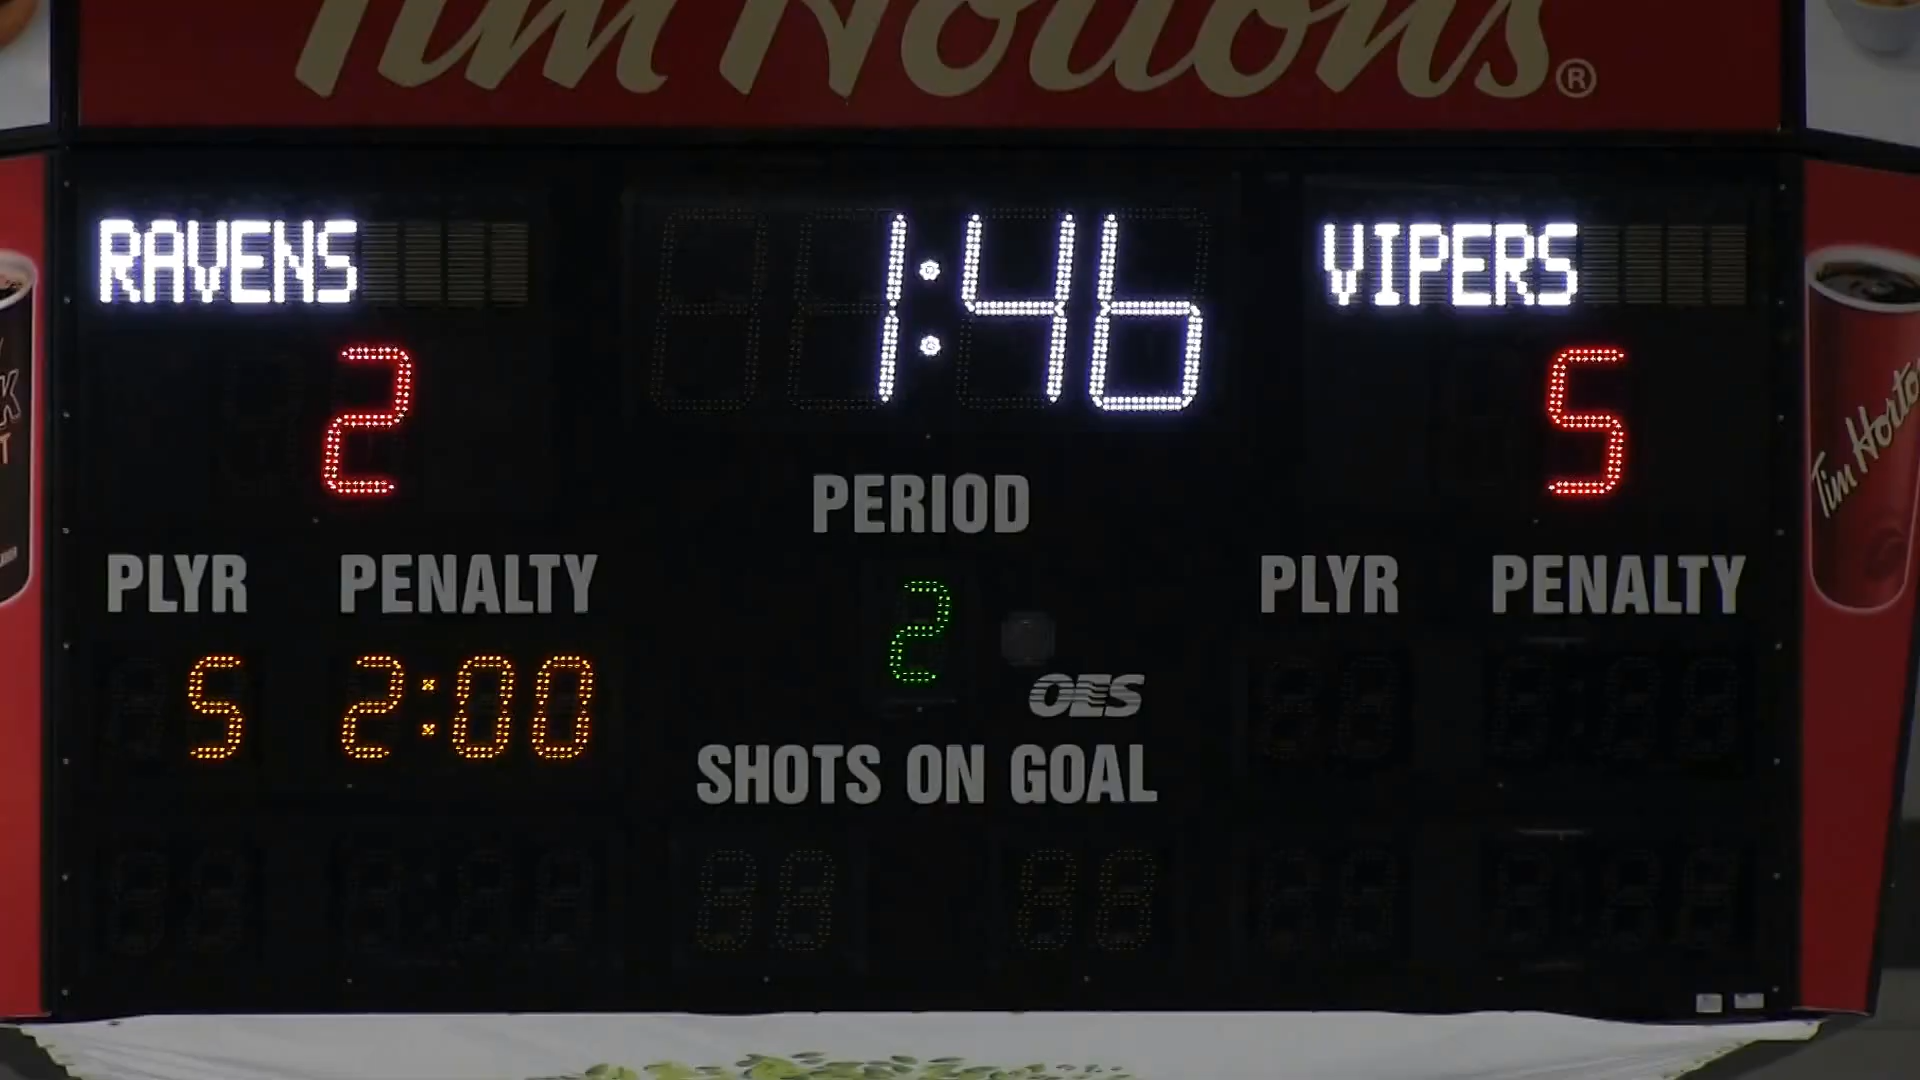 Tim Hortons®
RAVENS 1:46 VIPERS
2 5
PERIOD
PLYR PENALTY PLYR PENALTY
2
5 2:00
OES
SHOTS ON GOAL
Tim Horto